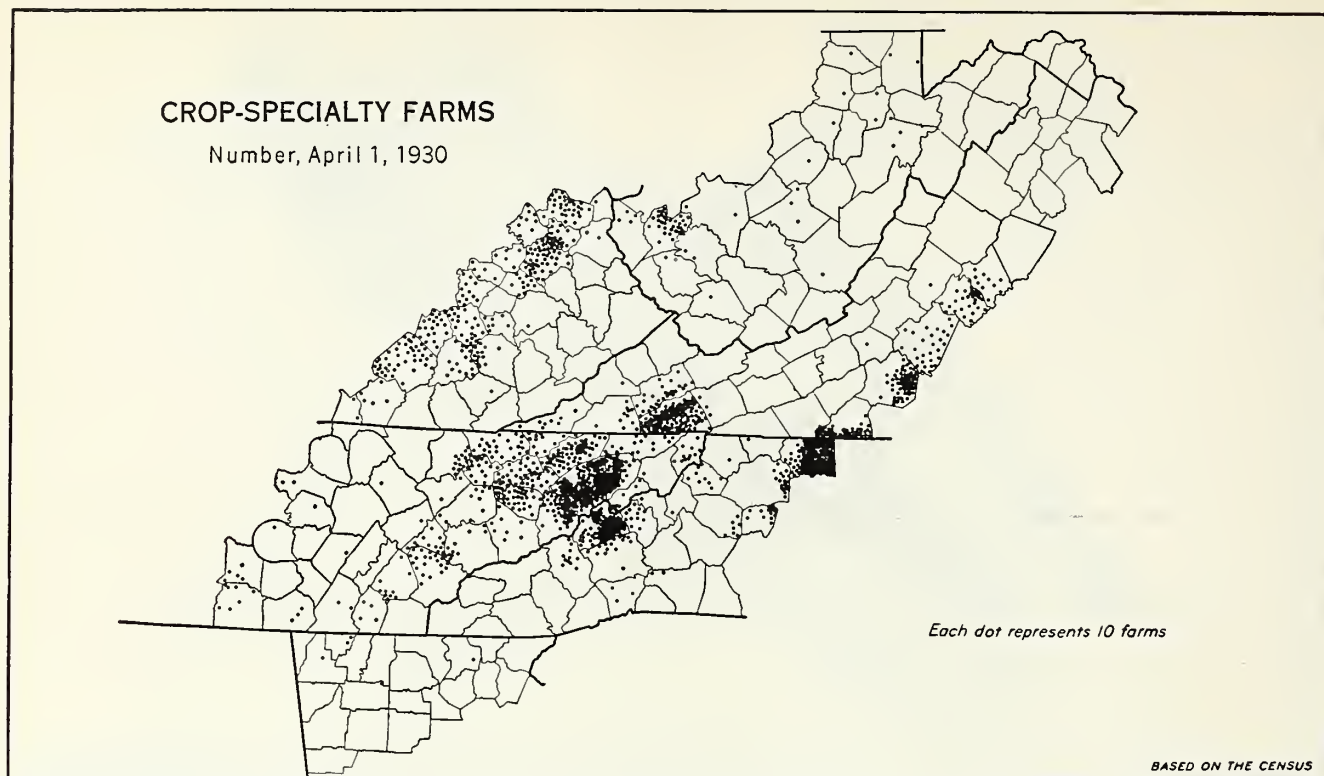 CROP-SPECIALTY FARMS
Number, April 1, 1930
Each dot represents 10 farms
BASED ON THE CENSUS